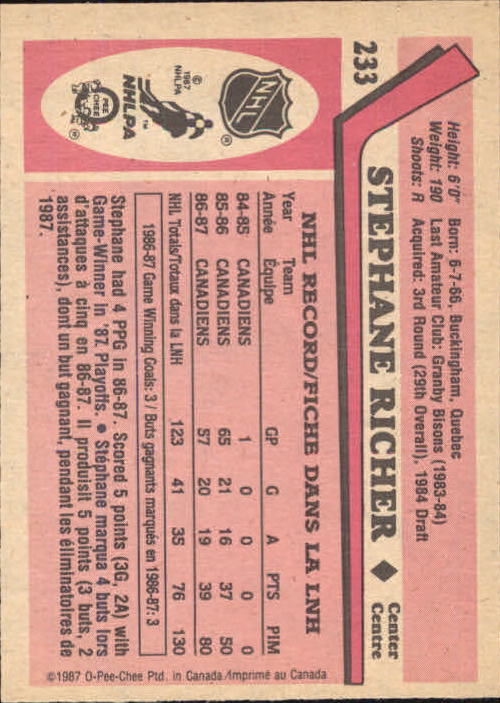 233
STEPHANE RICHER ◆ Center
Centre
Height: 6'0" Born: 6-7-66, Buckingham, Quebec
Weight: 190 Last Amateur Club: Granby Bisons (1983-84)
Shoots: R Acquired: 3rd Round (29th Overall), 1984 Draft
NHL
© 1987 NHLPA
NHLPA
TM
O PEE CHEE
®
NHL RECORD/FICHE DANS LA LNH
Year Team
Année Équipe GP G A PTS PIM
84-85 CANADIENS 1 0 0 0 0
85-86 CANADIENS 65 21 16 37 50
86-87 CANADIENS 57 20 19 39 80
NHL Totals/Totaux dans la LNH 123 41 35 76 130
1986-87 Game Winning Goals: 3 / Buts gagnants marqués en 1986-87: 3
Stephane had 4 PPG in 86-87. Scored 5 points (3G, 2A) with
Game-Winner in '87. Playoffs. ● Stéphane marqua 4 buts lors
d'attaques à cinq en 86-87. Il produisit 5 points (3 buts, 2
assistances), dont un but gagnant, pendant les éliminatoires de
1987.
©1987 O-Pee-Chee Ptd. in Canada/Imprimé au Canada